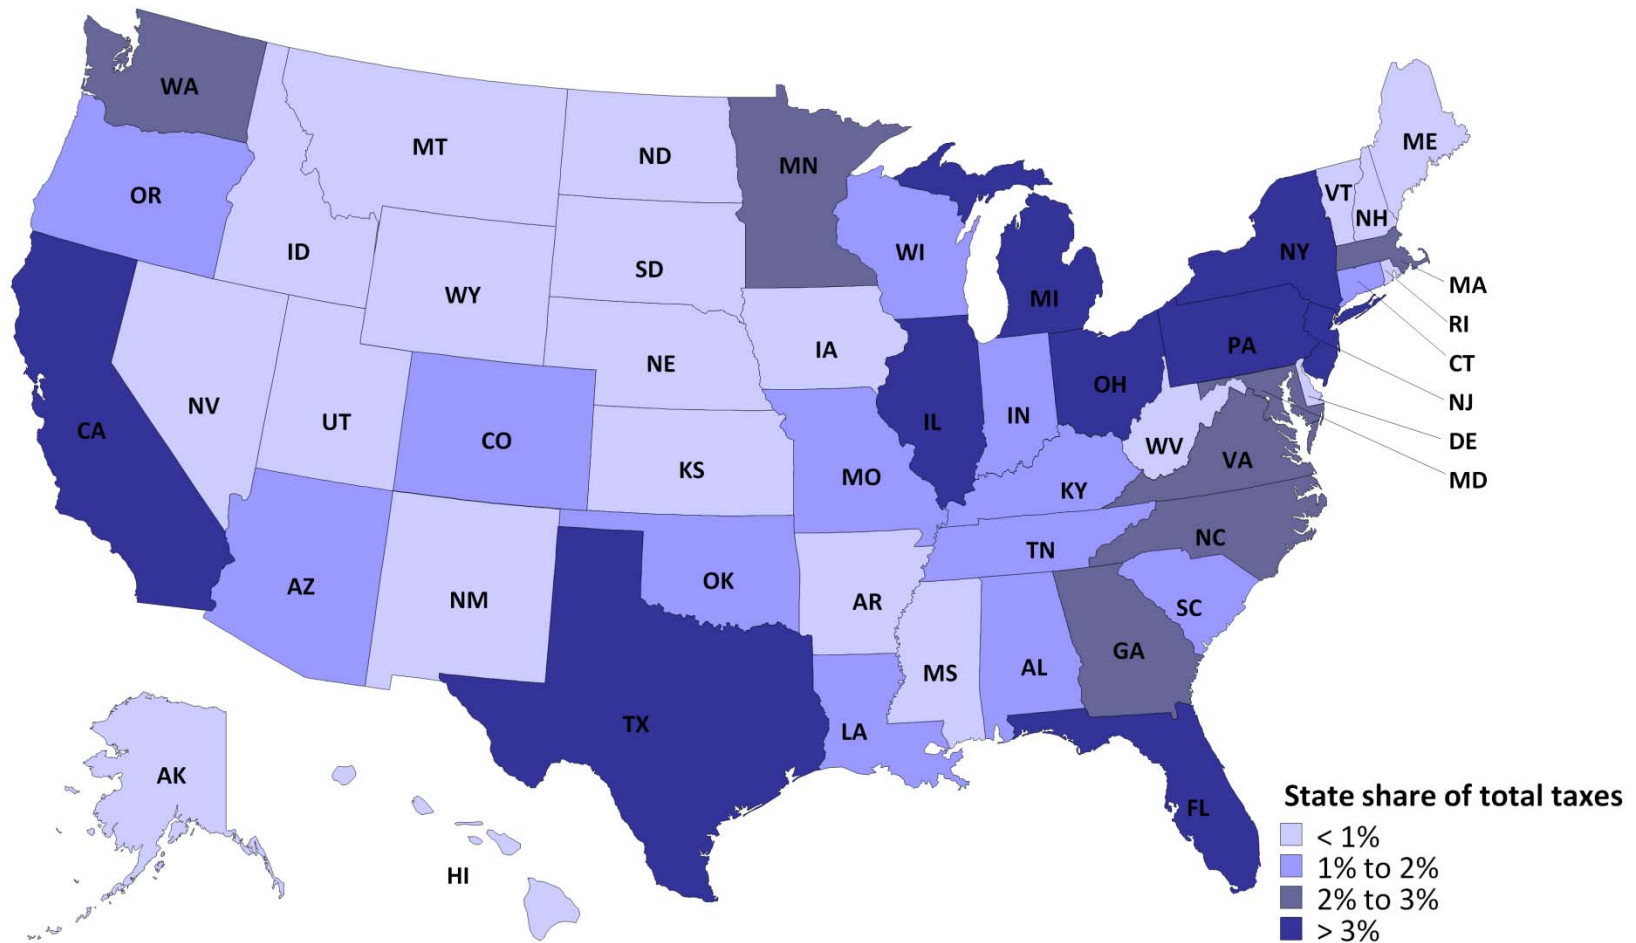 WA
MT
ND
MN
ME
OR
VT
NH
ID
SD
WI
NY
WY
MI
MA
RI
IA
PA
NE
CT
OH
NV
UT
CO
IL
IN
NJ
CA
WV
DE
KS
MO
VA
MD
KY
NC
TN
AZ
NM
OK
AR
SC
GA
MS
AL
TX
LA
AK
HI
FL
State share of total taxes
< 1%
1% to 2%
2% to 3%
> 3%